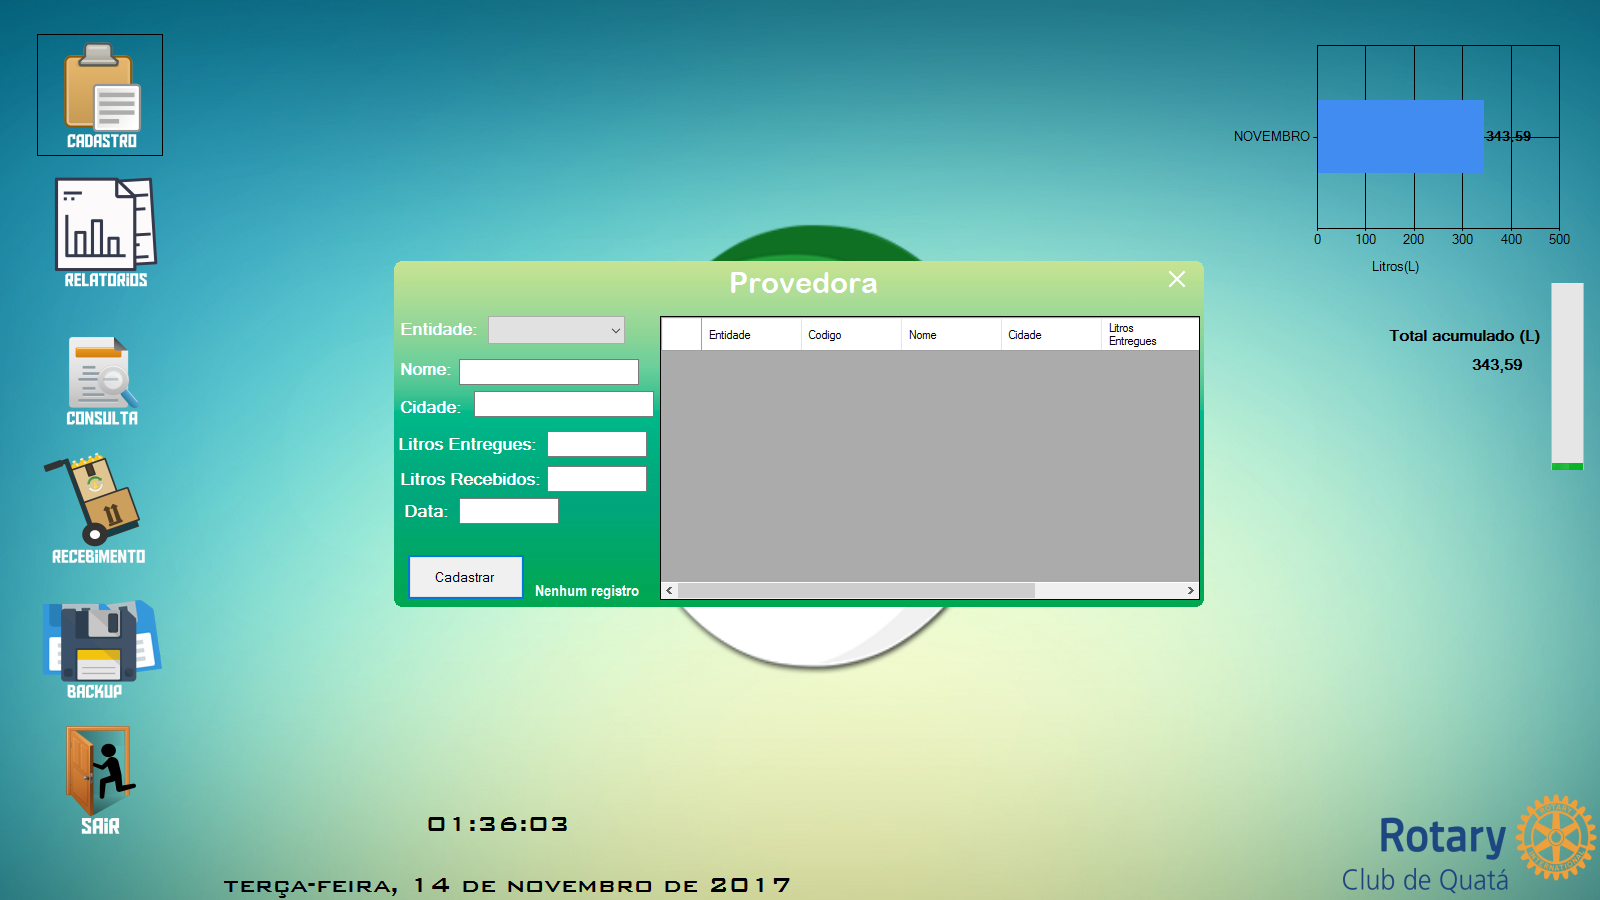 CADASTRO
RELATORIOS
CONSULTA
RECEBIMENTO
BACKUP
SAIR
Provedora
Entidade:
Nome:
Cidade:
Litros Entregues:
Litros Recebidos:
Data:
Cadastrar
Nenhum registro
Entidade Codigo Nome Cidade Litros
Entregues
NOVEMBRO 343,59
0 100 200 300 400 500
Litros(L)
Total acumulado (L)
343,59
01:36:03
TERÇA-FEIRA, 14 DE NOVEMBRO DE 2017
Rotary
Club de Quatá
ROTARY
INTERNATIONAL